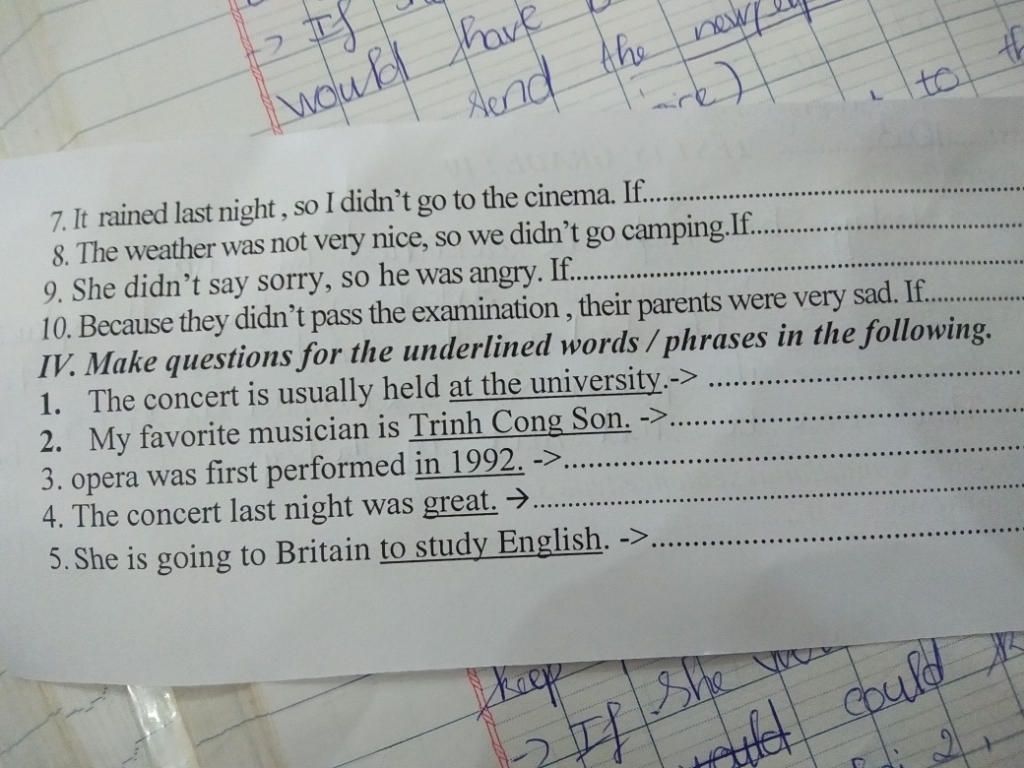 -> If
would have
send the
to
7. It rained last night , so I didn't go to the cinema. If..........................................................
8. The weather was not very nice, so we didn't go camping.If..........................................
9. She didn't say sorry, so he was angry. If....................................................................
10. Because they didn't pass the examination , their parents were very sad. If................
IV. Make questions for the underlined words / phrases in the following.
1. The concert is usually held at the university.-> ..............................................
2. My favorite musician is Trinh Cong Son. ->....................................................
3. opera was first performed in 1992. ->..............................................................
4. The concert last night was great. → .................................................................
5. She is going to Britain to study English. ->.....................................................
keep
-> If she
would could